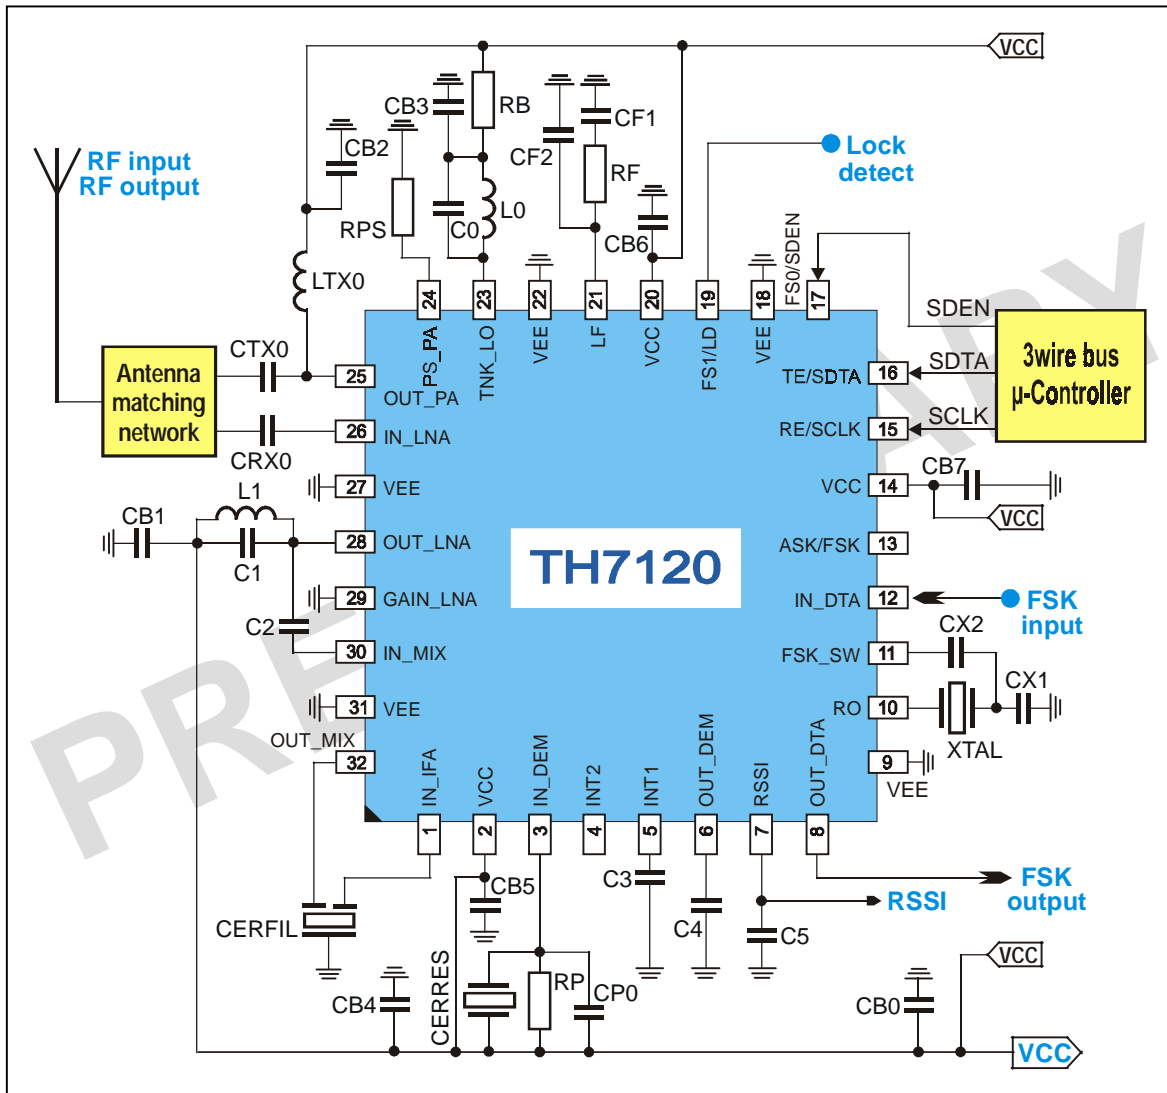 VCC
CB3
RB
CF1
CB2
CF2
RF
Lock
detect
RF input
RF output
RPS
C0
L0
CB6
LTX0
FS0/SDEN
24
23
22
21
20
19
18
17
PS_PA
TNK_LO
VEE
LF
VCC
FS1/LD
VEE
SDEN
3wire bus
µ-Controller
SDTA
SCLK
CTX0
Antenna
matching
network
CRX0
25
OUT_PA
26
IN_LNA
27
VEE
28
OUT_LNA
29
GAIN_LNA
30
IN_MIX
31
VEE
OUT_MIX
32
L1
CB1
C1
C2
TH7120
TE/SDTA
16
RE/SCLK
15
VCC
14
CB7
VCC
ASK/FSK
13
IN_DTA
12
FSK
input
FSK_SW
11
CX2
RO
10
CX1
XTAL
9
VEE
IN_IFA
VCC
IN_DEM
INT2
INT1
OUT_DEM
RSSI
OUT_DTA
1
2
3
4
5
6
7
8
CERFIL
CB5
C3
C4
C5
RSSI
FSK
output
CERRES
CB4
RP
CP0
CB0
VCC
VCC
PRELIMINARY